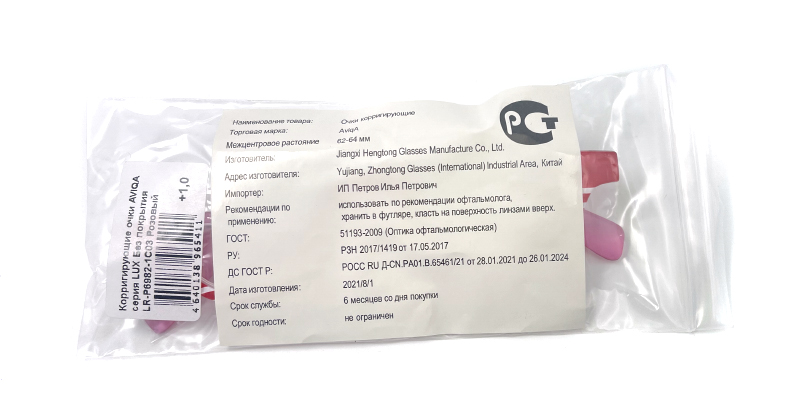 Корригирующие очки AVIQA
серия LUX Без покрытия
LR-P6982-1C03 Розовый
+1,0
4 640138 965411
Наименование товара: Очки корригирующие
Торговая марка: AviqA
Межцентровое растояние 62-64 мм
Изготовитель: Jiangxi Hengtong Glasses Manufacture Co., Ltd.
Адрес изготовителя: Yujiang, Zhongtong Glasses (International) Industrial Area, Китай
Импортер: ИП Петров Илья Петрович
Рекомендации по применению: использовать по рекомендации офтальмолога,
хранить в футляре, класть на поверхность линзами вверх.
ГОСТ: 51193-2009 (Оптика офтальмологическая)
РУ: РЗН 2017/1419 от 17.05.2017
ДС ГОСТ Р: РОСС RU Д-CN.РА01.В.65461/21 от 28.01.2021 до 26.01.2024
Дата изготовления: 2021/8/1
Срок службы: 6 месяцев со дня покупки
Срок годности: не ограничен
РСТ